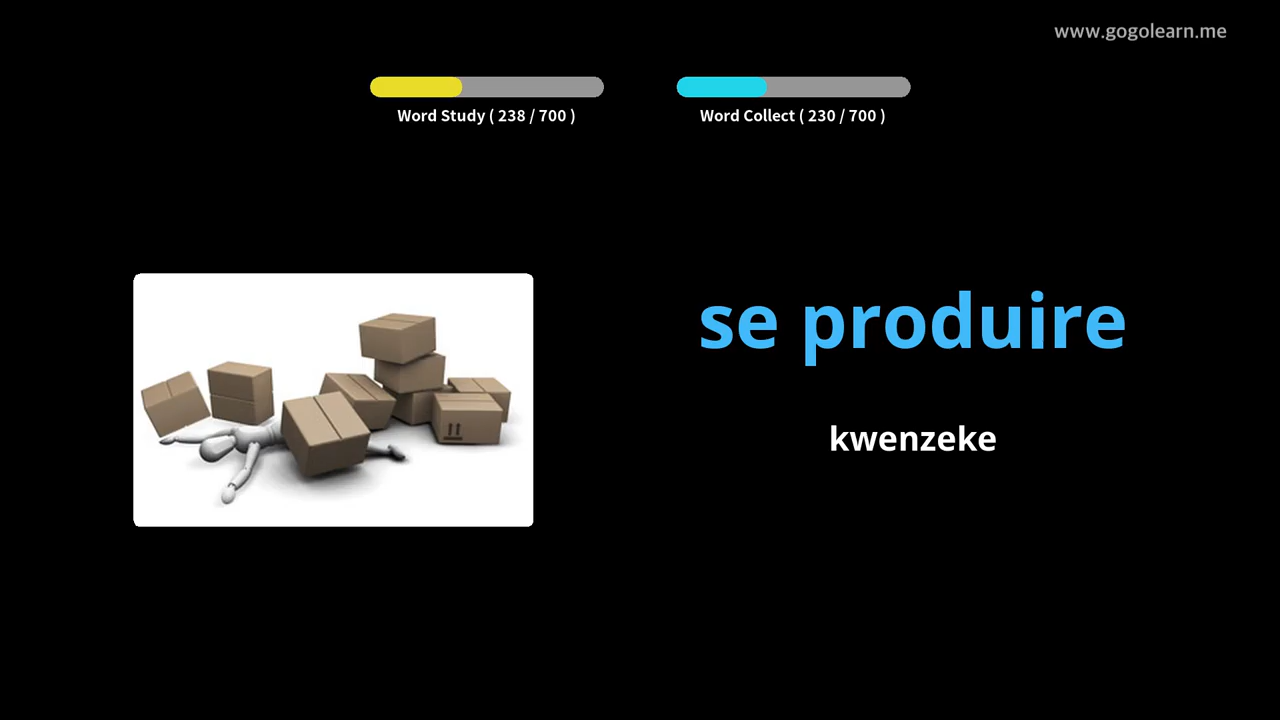 www.gogolearn.me
Word Study ( 238 / 700 )
Word Collect ( 230 / 700 )
se produire
kwenzeke